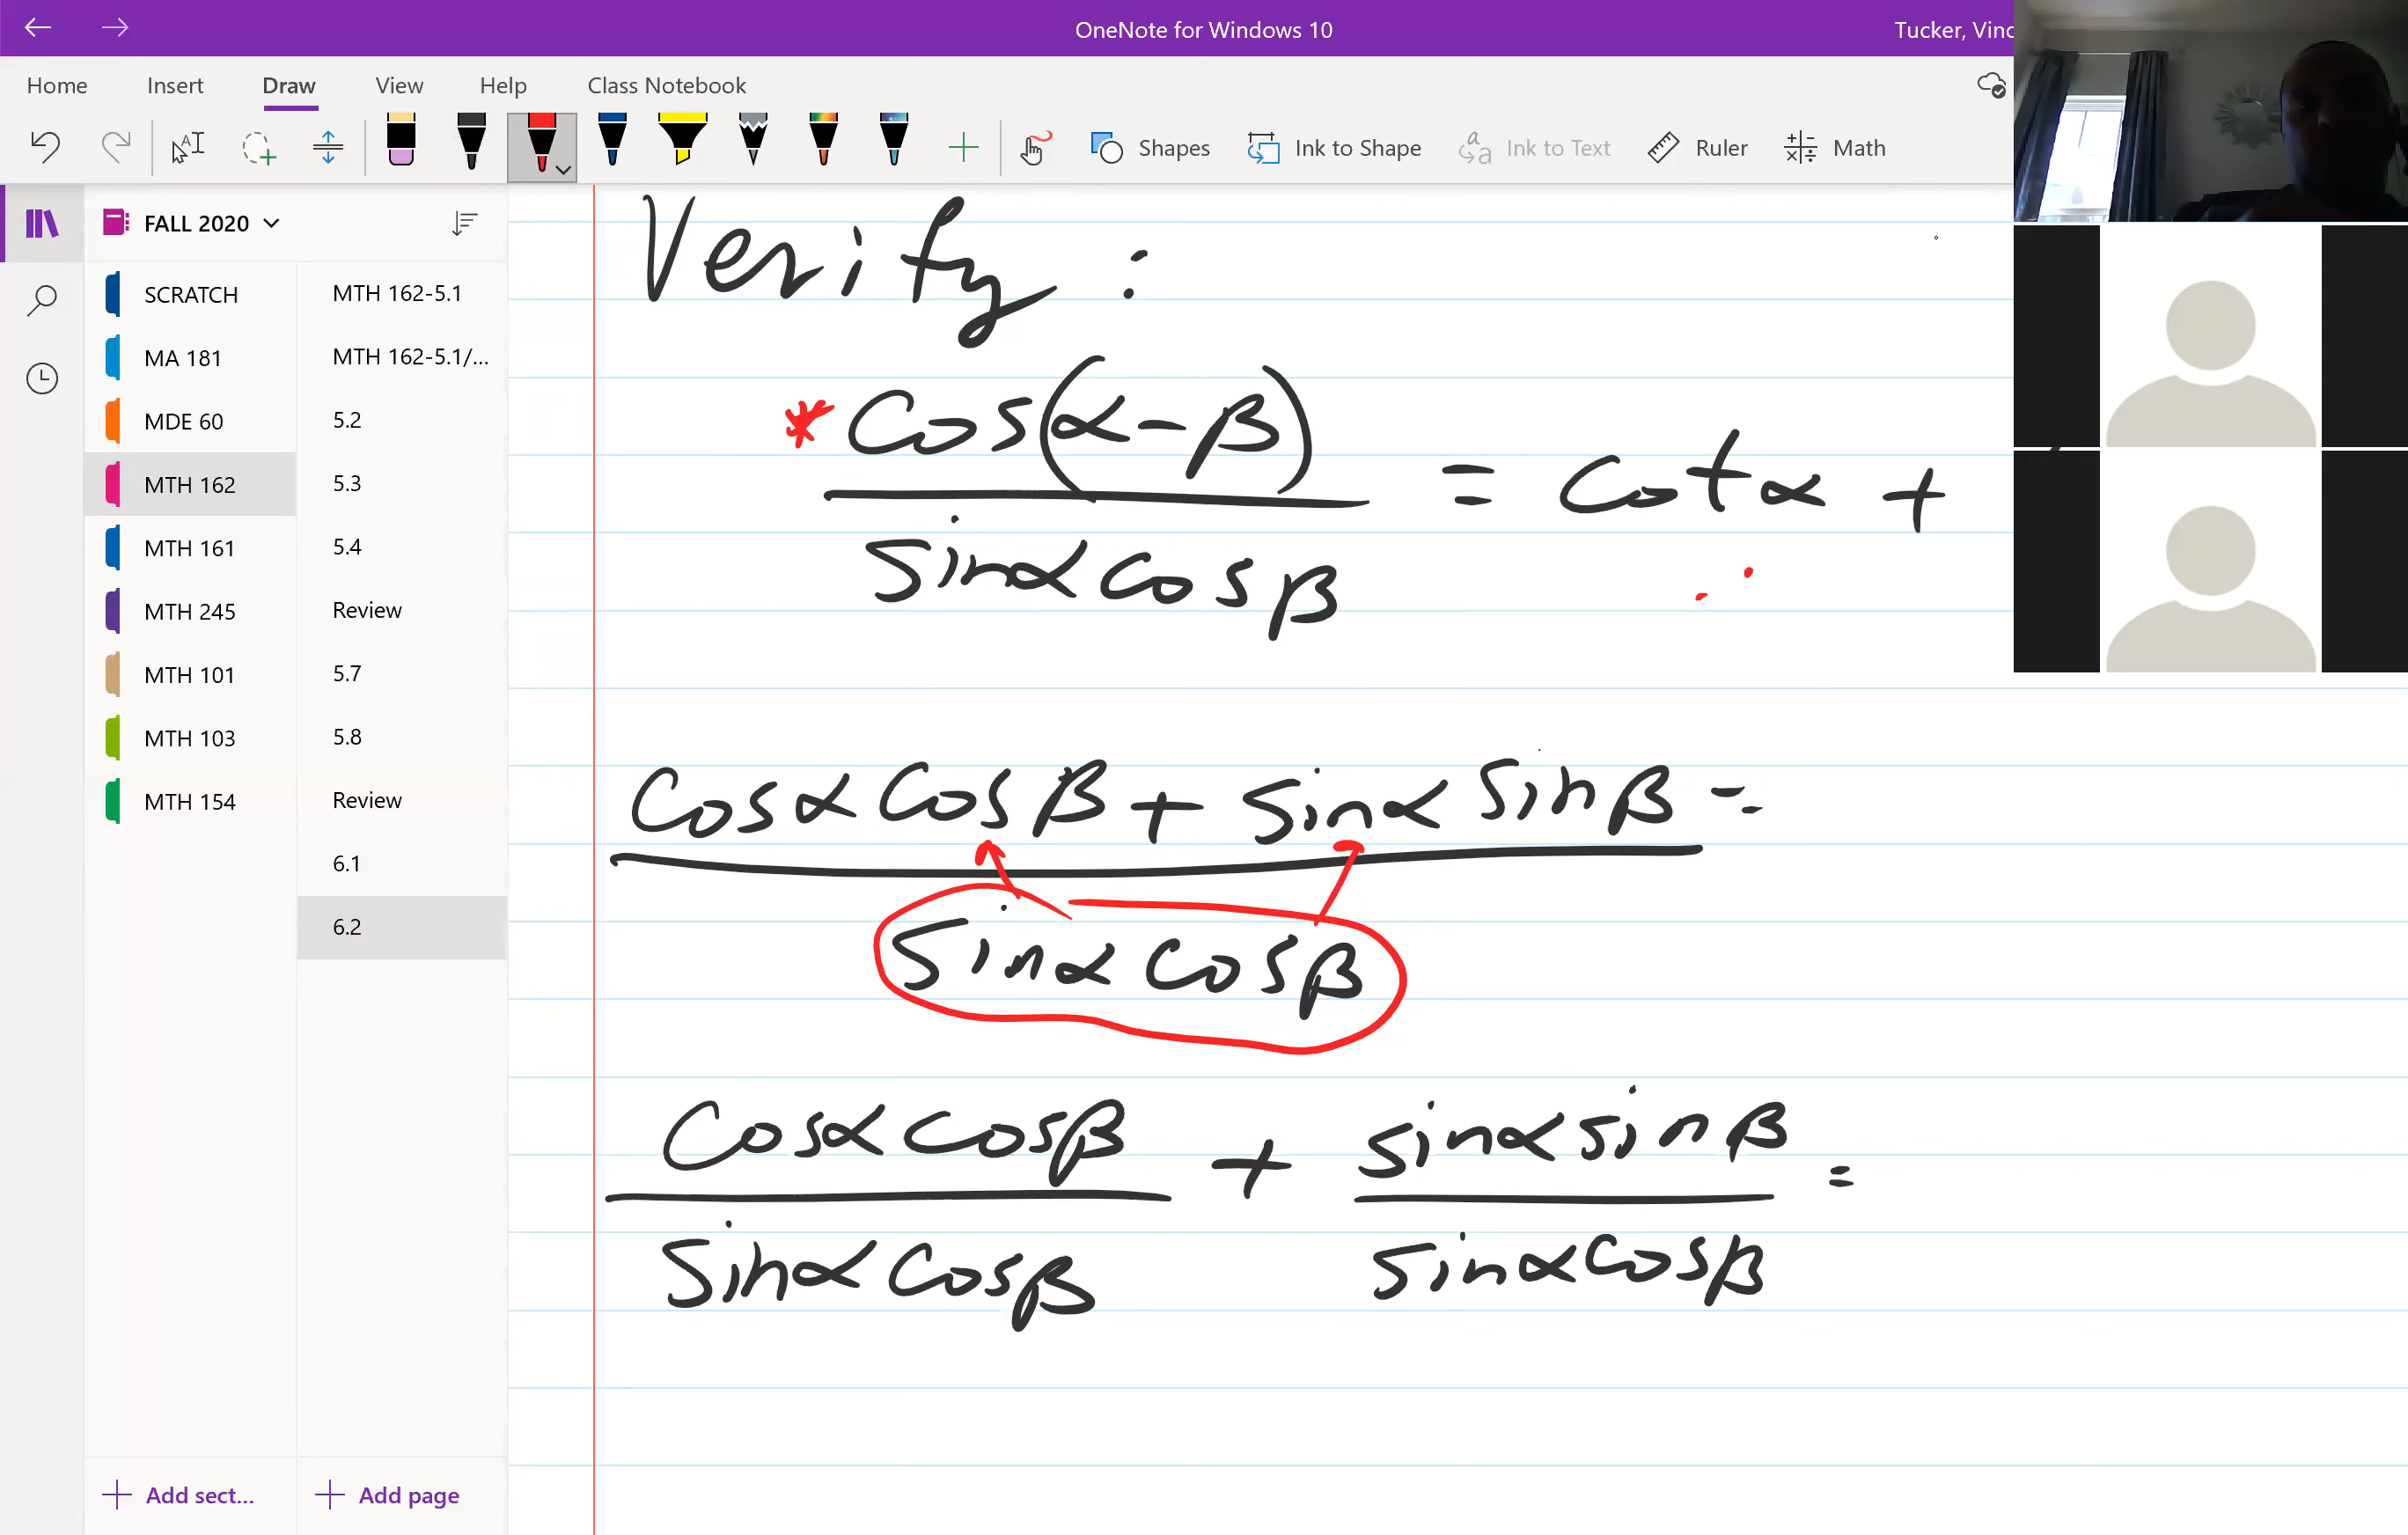 OneNote for Windows 10
Tucker, Vinc
Home Insert Draw View Help Class Notebook
Shapes Ink to Shape Ink to Text Ruler Math
FALL 2020
SCRATCH
MA 181
MDE 60
MTH 162
MTH 161
MTH 245
MTH 101
MTH 103
MTH 154
Add sect...
MTH 162-5.1
MTH 162-5.1/...
5.2
5.3
5.4
Review
5.7
5.8
Review
6.1
6.2
Add page
Verify :
* Cos(α - β) / Sinα Cosβ = Cotα +
Cosα Cosβ + Sinα Sinβ =
Sinα Cosβ
Cosα Cosβ / Sinα Cosβ + Sinα Sinβ / Sinα Cosβ =